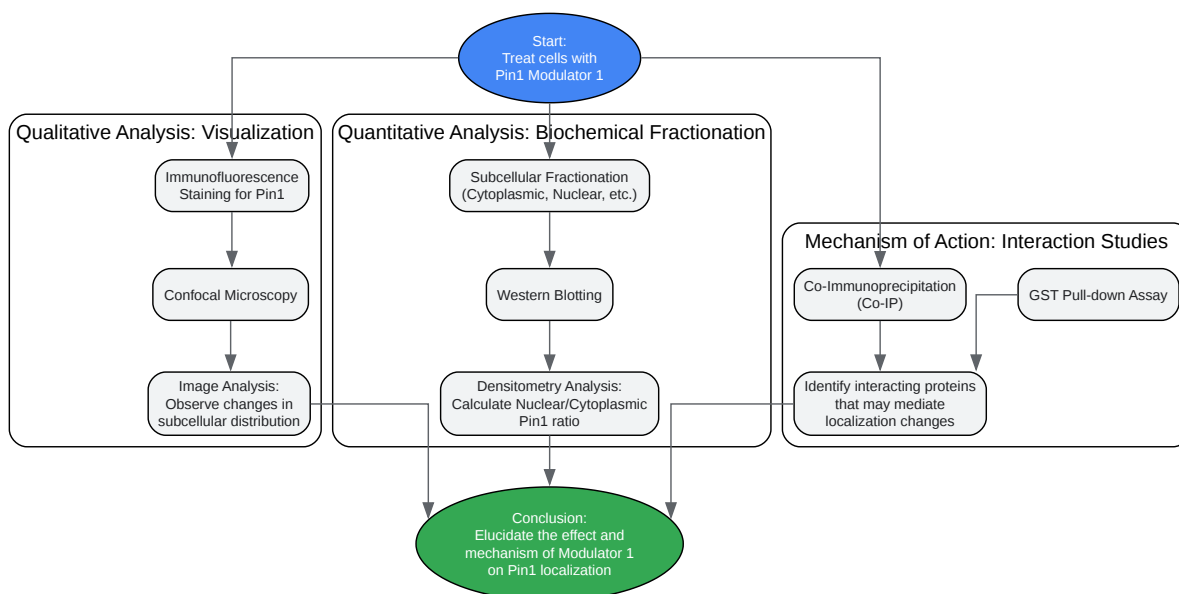 Start:
Treat cells with
Pin1 Modulator 1
Qualitative Analysis: Visualization
Immunofluorescence
Staining for Pin1
Confocal Microscopy
Image Analysis:
Observe changes in
subcellular distribution
Quantitative Analysis: Biochemical Fractionation
Subcellular Fractionation
(Cytoplasmic, Nuclear, etc.)
Western Blotting
Densitometry Analysis:
Calculate Nuclear/Cytoplasmic
Pin1 ratio
Mechanism of Action: Interaction Studies
Co-Immunoprecipitation
(Co-IP)
GST Pull-down Assay
Identify interacting proteins
that may mediate
localization changes
Conclusion:
Elucidate the effect and
mechanism of Modulator 1
on Pin1 localization